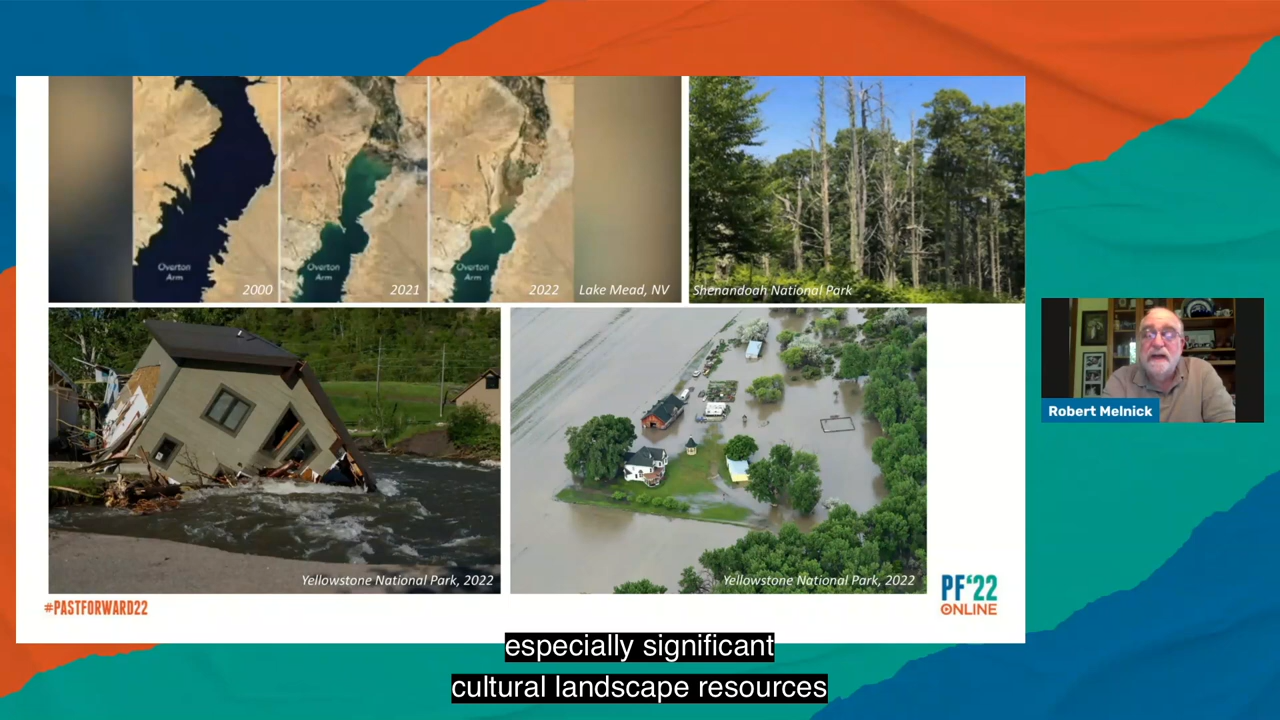 Overton
Arm
2000
Overton
Arm
2021
Overton
Arm
2022
Lake Mead, NV
Shenandoah National Park
Yellowstone National Park, 2022
Yellowstone National Park, 2022
Robert Melnick
#PASTFORWARD22
PF'22
ONLINE
especially significant
cultural landscape resources